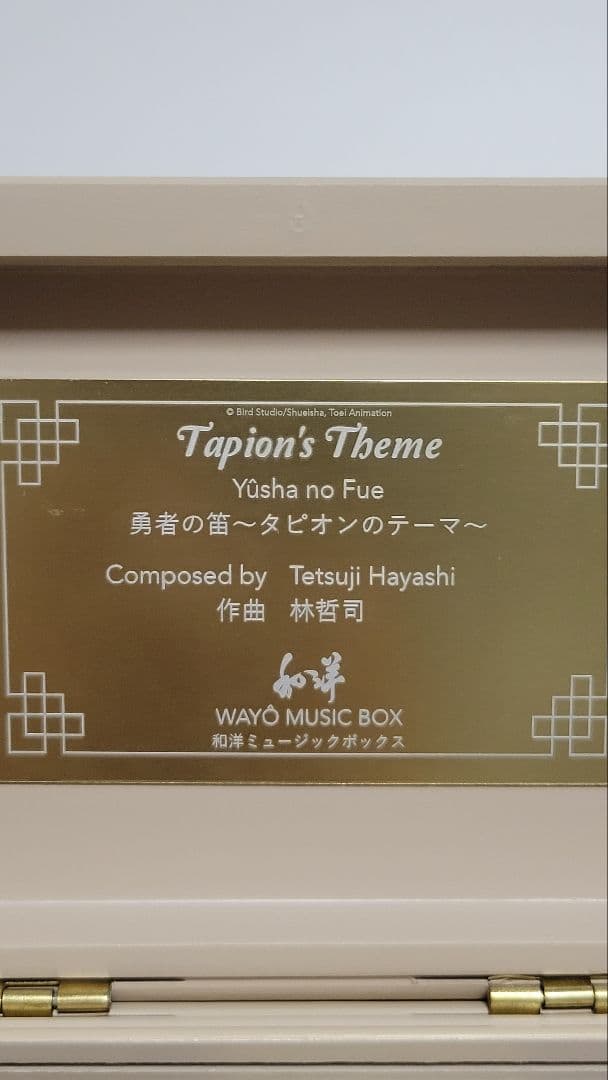 © Bird Studio/Shueisha, Toei Animation
Tapion's Theme
Yûsha no Fue
勇者の笛～タピオンのテーマ～
Composed by Tetsuji Hayashi
作曲 林哲司
和洋
WAYÔ MUSIC BOX
和洋ミュージックボックス